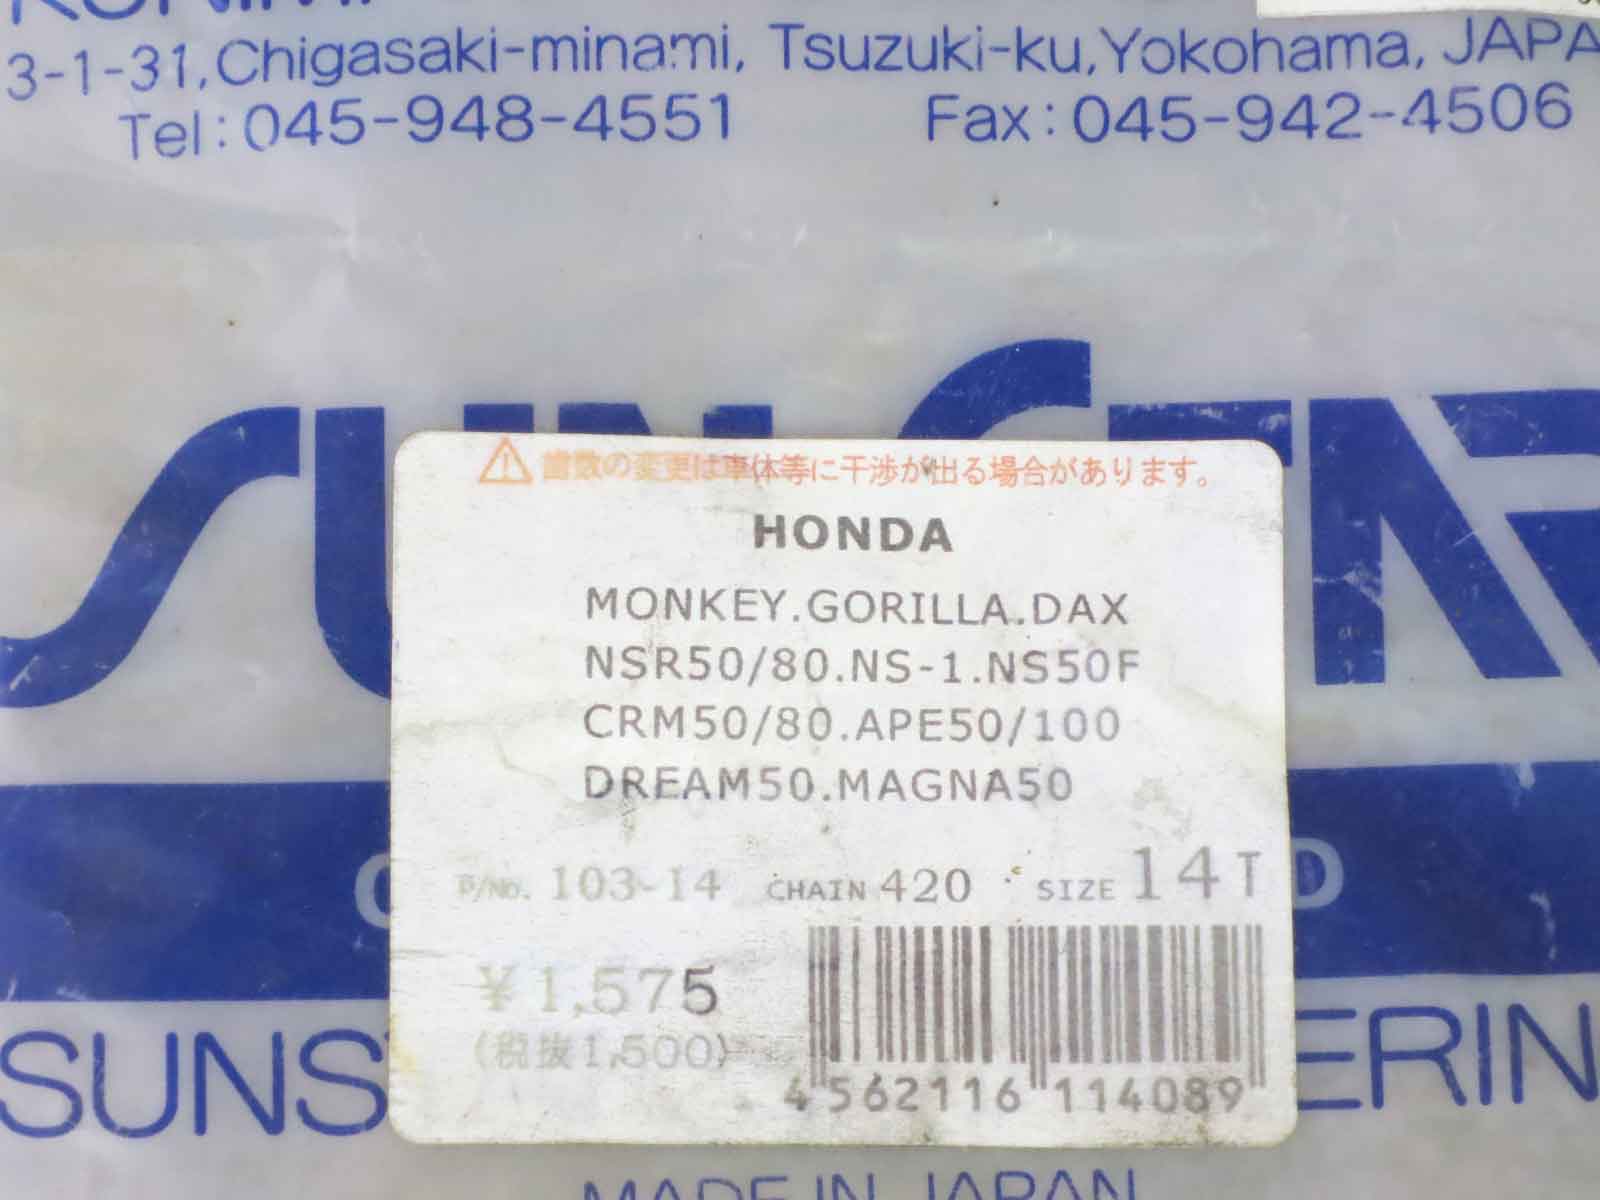 3-1-31,Chigasaki-minami, Tsuzuki-ku,Yokohama, JAPA
Tel:045-948-4551 Fax:045-942-4506
SUNSTAR
⚠歯数の変更は車体等に干渉が出る場合があります。
HONDA
MONKEY.GORILLA.DAX
NSR50/80.NS-1.NS50F
CRM50/80.APE50/100
DREAM50.MAGNA50
P/No. 103-14 CHAIN 420 SIZE 14T
¥1,575
(税抜1,500)
4 562116 114089
SUNS ERIN
MADE IN JAPAN